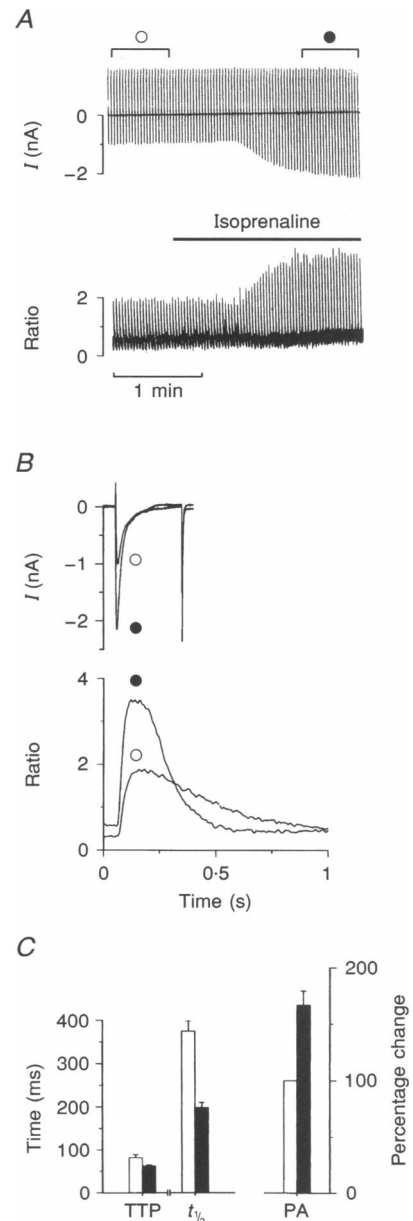 A
I (nA)
0
−2
Isoprenaline
Ratio
2
0
1 min
B
I (nA)
0
−1
−2
Ratio
4
2
0
0
0·5
1
Time (s)
C
Time (ms)
400
300
200
100
0
200
100
0
Percentage change
TTP
t½
PA